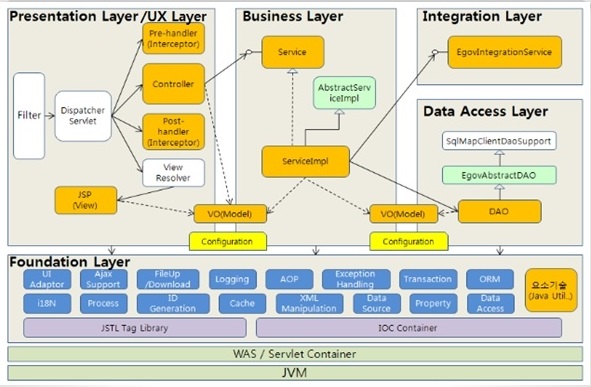 Presentation Layer/UX Layer
Pre-handler
(Interceptor)
Controller
Filter
Dispatcher
Servlet
Post-
handler
(Interceptor)
View
Resolver
JSP
(View)
Business Layer
Service
AbstractServ
iceImpl
ServiceImpl
VO(Model)
VO(Model)
Configuration
Configuration
Integration Layer
EgovIntegrationService
Data Access Layer
SqlMapClientDaoSupport
EgovAbstractDAO
DAO
Foundation Layer
UI
Adaptor
Ajax
Support
FileUp
/Download
Logging
AOP
Exception
Handling
Transaction
ORM
i18N
Process
ID
Generation
Cache
XML
Manipulation
Data
Source
Property
Data
Access
요소기술
(Java Util..)
JSTL Tag Library
IOC Container
WAS / Servlet Container
JVM